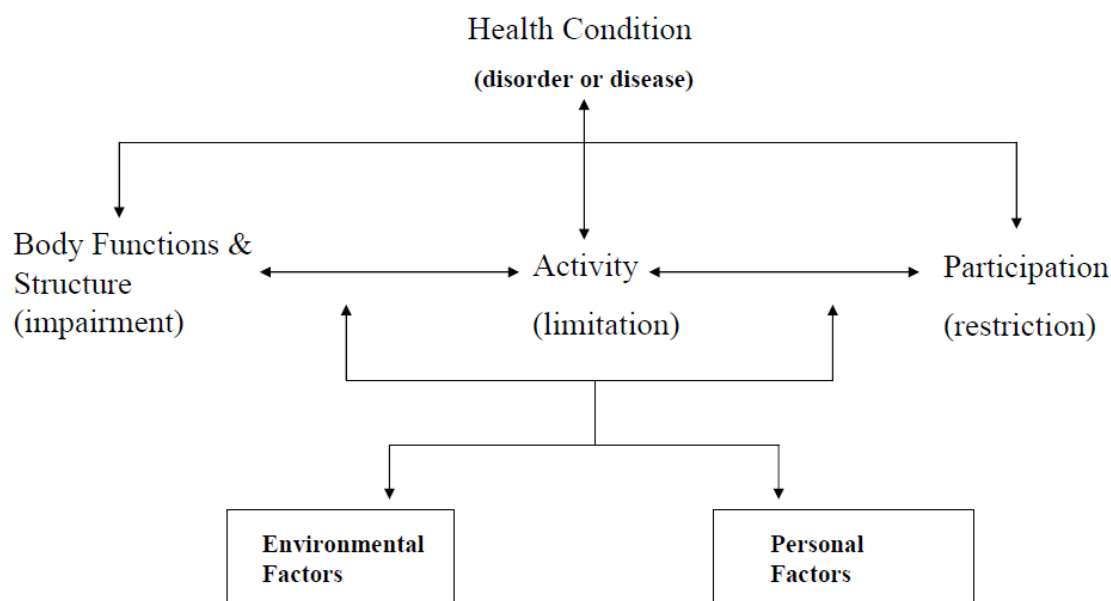 Health Condition
(disorder or disease)
Body Functions &
Structure
(impairment)
Activity
(limitation)
Participation
(restriction)
Environmental
Factors
Personal
Factors